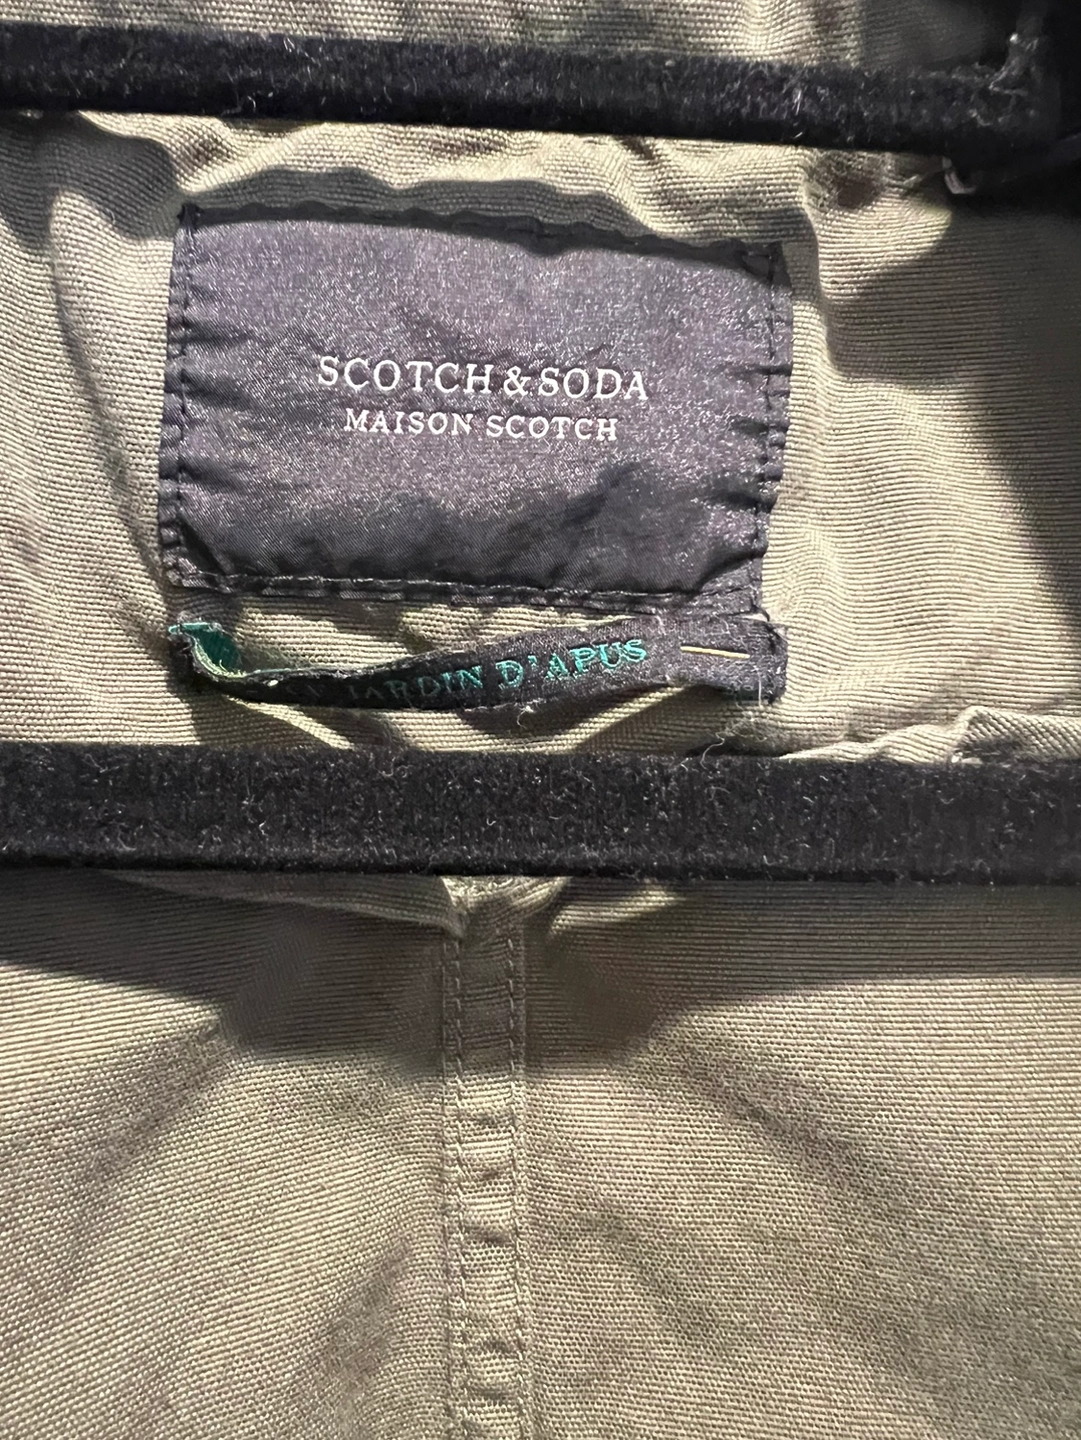 SCOTCH & SODA
MAISON SCOTCH
JARDIN D'APUS